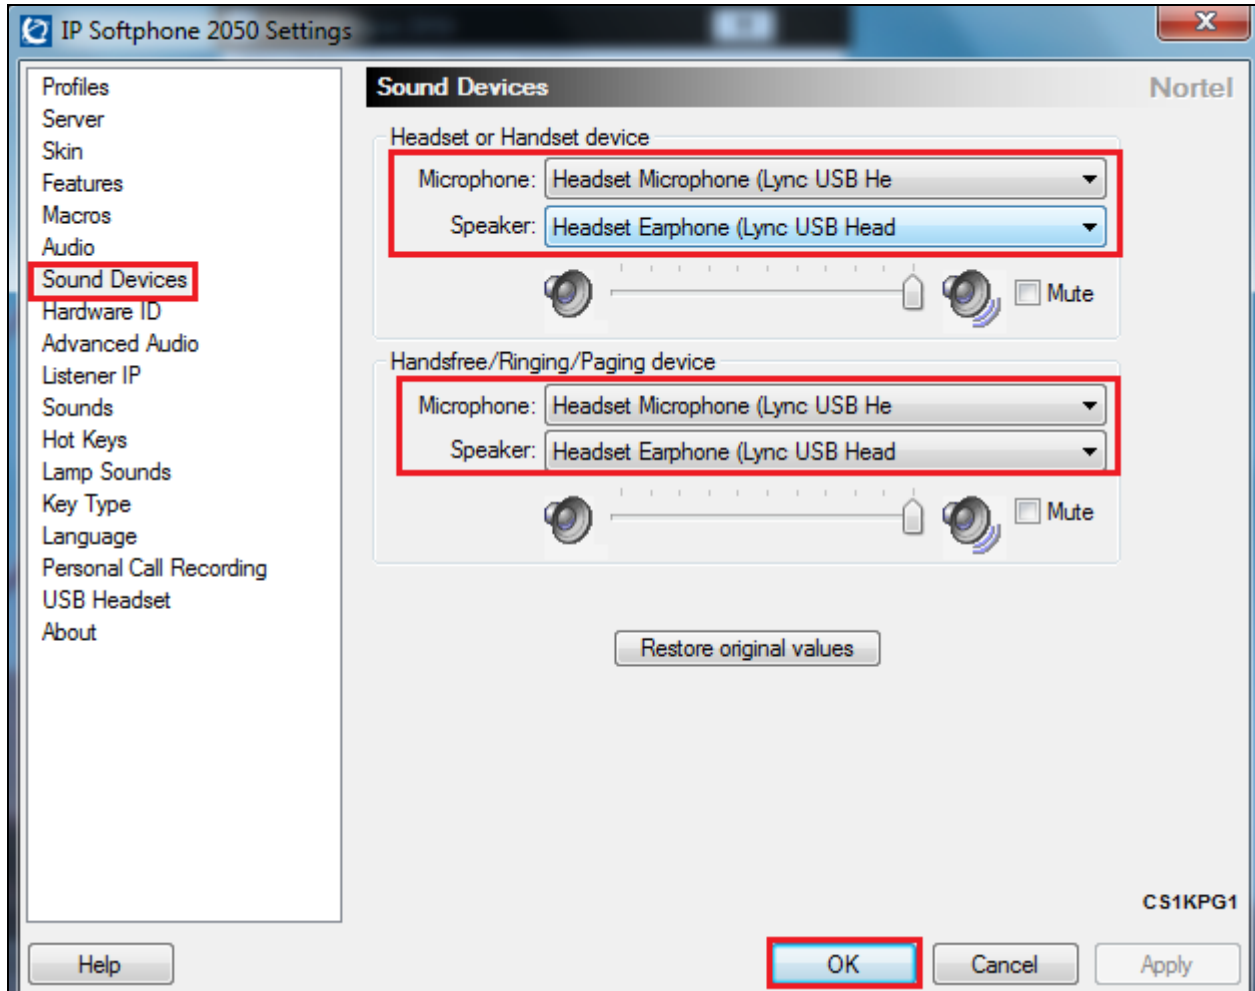 IP Softphone 2050 Settings
Profiles
Server
Skin
Features
Macros
Audio
Sound Devices
Hardware ID
Advanced Audio
Listener IP
Sounds
Hot Keys
Lamp Sounds
Key Type
Language
Personal Call Recording
USB Headset
About
Sound Devices Nortel
Headset or Handset device
Microphone: Headset Microphone (Lync USB He
Speaker: Headset Earphone (Lync USB Head
Mute
Handsfree/Ringing/Paging device
Microphone: Headset Microphone (Lync USB He
Speaker: Headset Earphone (Lync USB Head
Mute
Restore original values
CS1KPG1
Help OK Cancel Apply